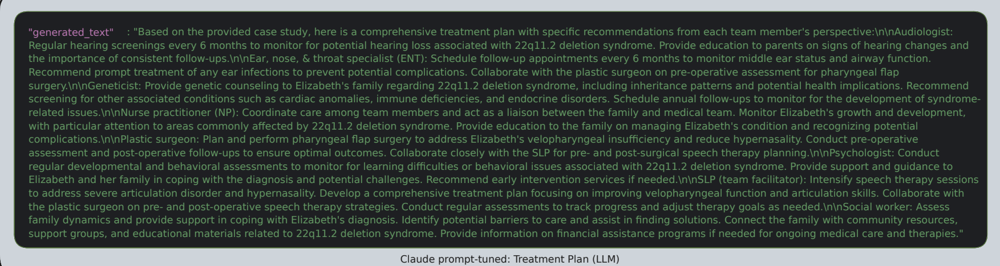 "generated_text" : "Based on the provided case study, here is a comprehensive treatment plan with specific recommendations from each team member's perspective:\n\nAudiologist:
Regular hearing screenings every 6 months to monitor for potential hearing loss associated with 22q11.2 deletion syndrome. Provide education to parents on signs of hearing changes and
the importance of consistent follow-ups.\n\nEar, nose, & throat specialist (ENT): Schedule follow-up appointments every 6 months to monitor middle ear status and airway function.
Recommend prompt treatment of any ear infections to prevent potential complications. Collaborate with the plastic surgeon on pre-operative assessment for pharyngeal flap
surgery.\n\nGeneticist: Provide genetic counseling to Elizabeth's family regarding 22q11.2 deletion syndrome, including inheritance patterns and potential health implications. Recommend
screening for other associated conditions such as cardiac anomalies, immune deficiencies, and endocrine disorders. Schedule annual follow-ups to monitor for the development of syndrome-
related issues.\n\nNurse practitioner (NP): Coordinate care among team members and act as a liaison between the family and medical team. Monitor Elizabeth's growth and development,
with particular attention to areas commonly affected by 22q11.2 deletion syndrome. Provide education to the family on managing Elizabeth's condition and recognizing potential
complications.\n\nPlastic surgeon: Plan and perform pharyngeal flap surgery to address Elizabeth's velopharyngeal insufficiency and reduce hypernasality. Conduct pre-operative
assessment and post-operative follow-ups to ensure optimal outcomes. Collaborate closely with the SLP for pre- and post-surgical speech therapy planning.\n\nPsychologist: Conduct
regular developmental and behavioral assessments to monitor for learning difficulties or behavioral issues associated with 22q11.2 deletion syndrome. Provide support and guidance to
Elizabeth and her family in coping with the diagnosis and potential challenges. Recommend early intervention services if needed.\n\nSLP (team facilitator): Intensify speech therapy sessions
to address severe articulation disorder and hypernasality. Develop a comprehensive treatment plan focusing on improving velopharyngeal function and articulation skills. Collaborate with
the plastic surgeon on pre- and post-operative speech therapy strategies. Conduct regular assessments to track progress and adjust therapy goals as needed.\n\nSocial worker: Assess
family dynamics and provide support in coping with Elizabeth's diagnosis. Identify potential barriers to care and assist in finding solutions. Connect the family with community resources,
support groups, and educational materials related to 22q11.2 deletion syndrome. Provide information on financial assistance programs if needed for ongoing medical care and therapies."
Claude prompt-tuned: Treatment Plan (LLM)